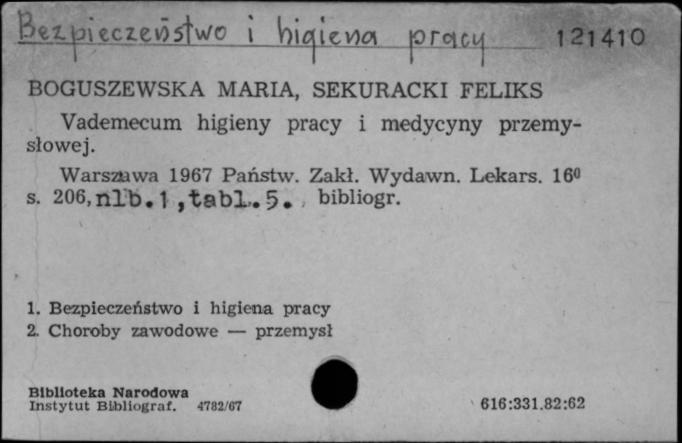 Bezpieczeństwo i higiena pracy 121410
BOGUSZEWSKA MARIA, SEKURACKI FELIKS
Vademecum higieny pracy i medycyny przemy-
słowej.
Warszawa 1967 Państw. Zakł. Wydawn. Lekars. 16⁰
s. 206, nlb. 1, tabl. 5. , bibliogr.
1. Bezpieczeństwo i higiena pracy
2. Choroby zawodowe — przemysł
Biblioteka Narodowa
Instytut Bibliograf. 4782/67
616:331.82:62